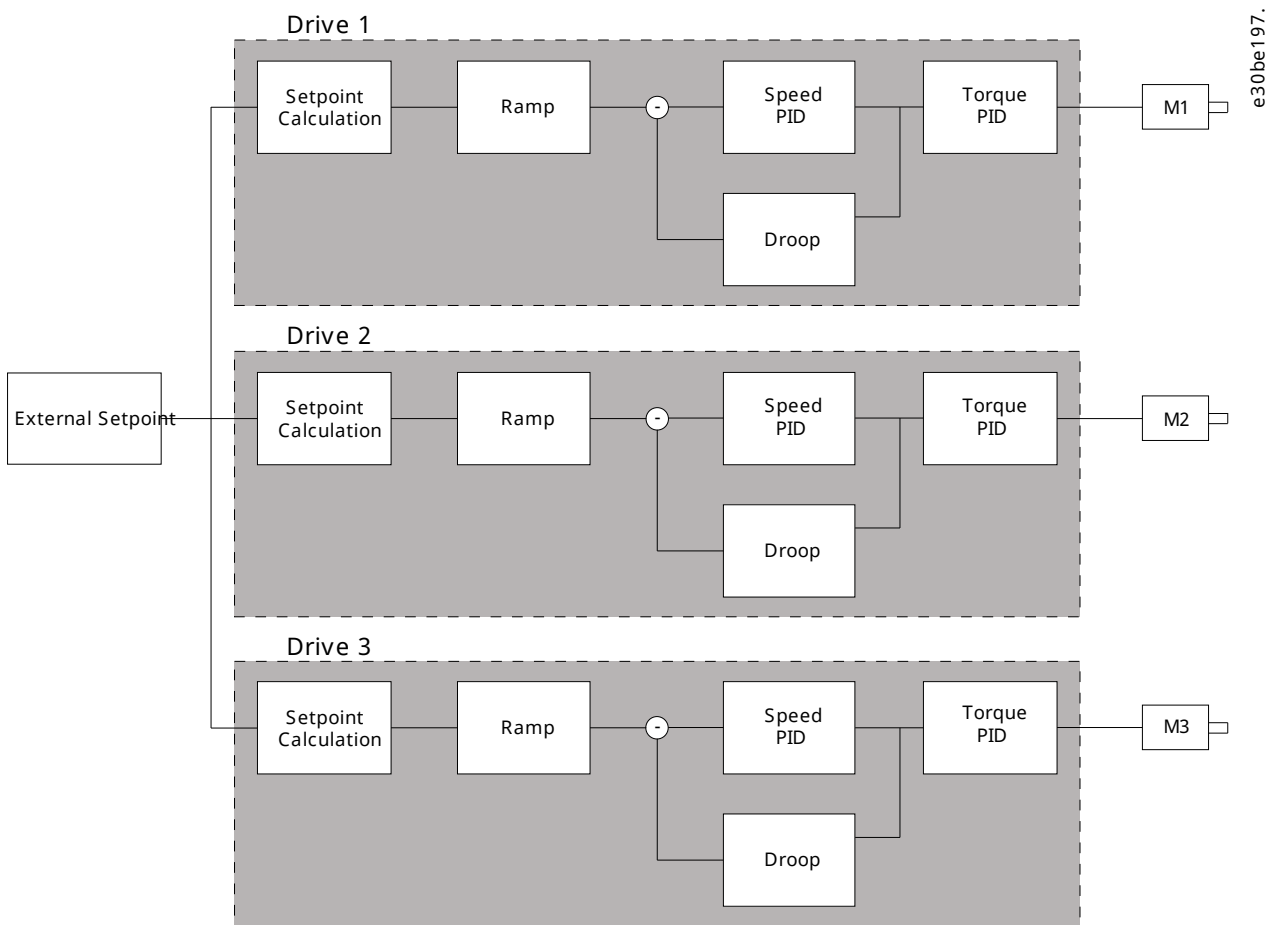 Drive 1
Setpoint
Calculation
Ramp
-
Speed
PID
Torque
PID
M1
Droop
e30be197.
Drive 2
External Setpoint
Setpoint
Calculation
Ramp
-
Speed
PID
Torque
PID
M2
Droop
Drive 3
Setpoint
Calculation
Ramp
-
Speed
PID
Torque
PID
M3
Droop